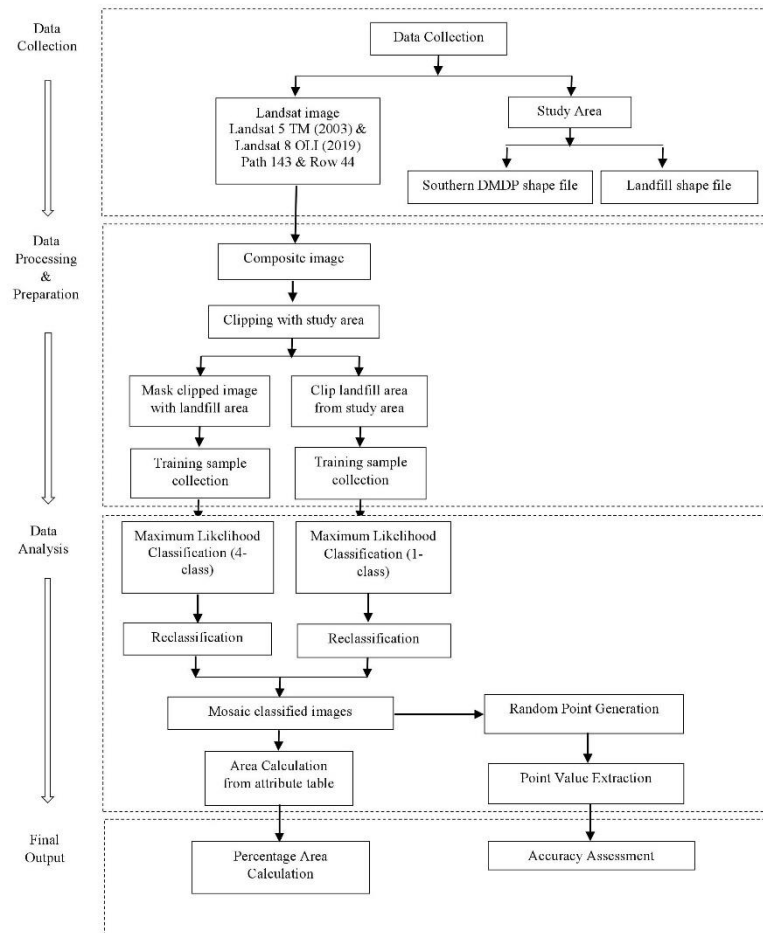 Data
Collection
Data Collection
Landsat image
Landsat 5 TM (2003) &
Landsat 8 OLI (2019)
Path 143 & Row 44
Study Area
Southern DMDP shape file
Landfill shape file
Data
Processing
&
Preparation
Composite image
Clipping with study area
Mask clipped image
with landfill area
Clip landfill area
from study area
Training sample
collection
Training sample
collection
Data
Analysis
Maximum Likelihood
Classification (4-
class)
Maximum Likelihood
Classification (1-
class)
Reclassification
Reclassification
Mosaic classified images
Random Point Generation
Area Calculation
from attribute table
Point Value Extraction
Final
Output
Percentage Area
Calculation
Accuracy Assessment